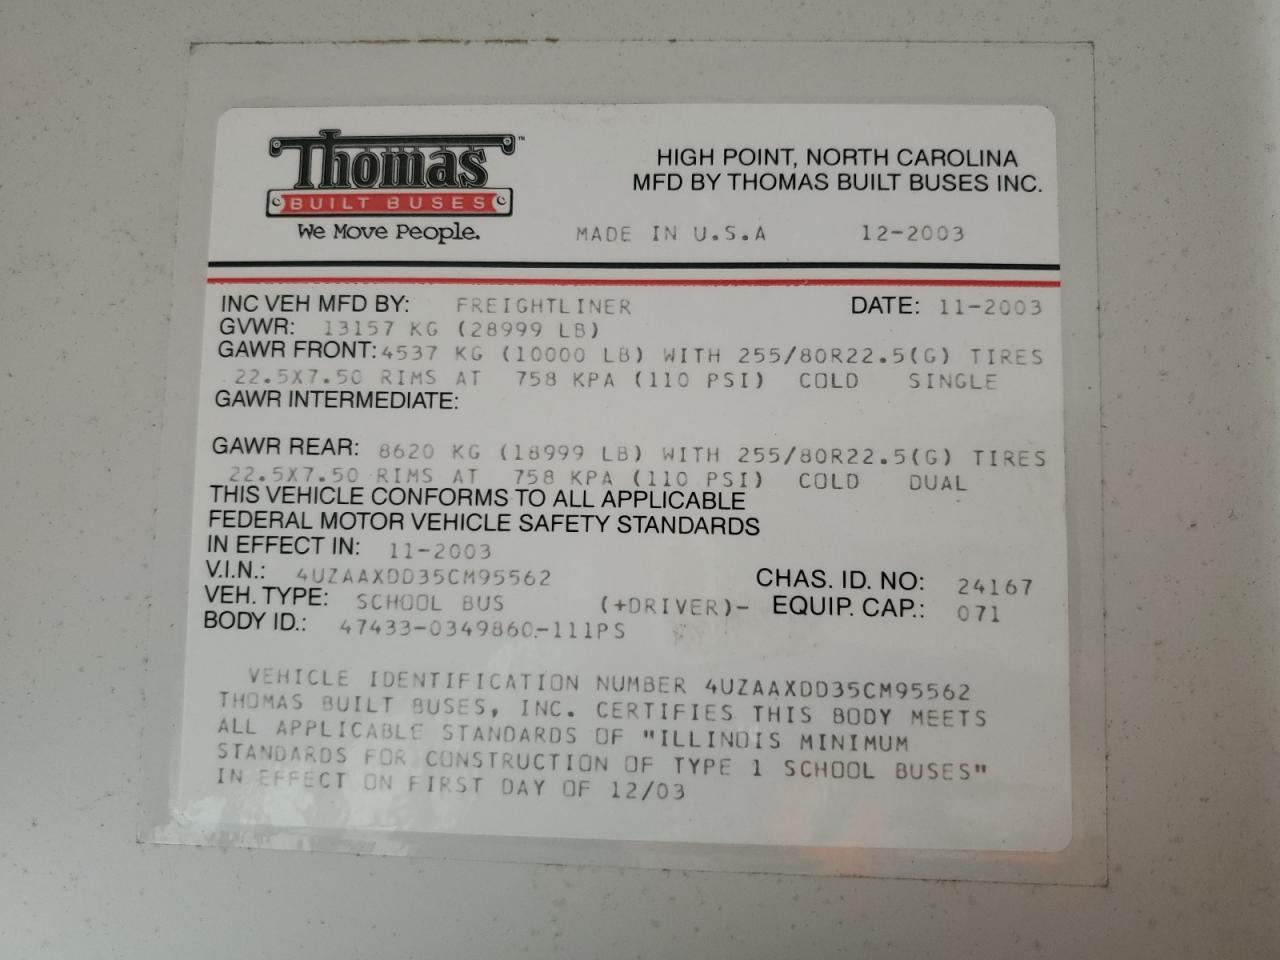 Thomas™
BUILT BUSES
We Move People.
HIGH POINT, NORTH CAROLINA
MFD BY THOMAS BUILT BUSES INC.
MADE IN U.S.A 12-2003
INC VEH MFD BY: FREIGHTLINER DATE: 11-2003
GVWR: 13157 KG (28999 LB)
GAWR FRONT: 4537 KG (10000 LB) WITH 255/80R22.5(G) TIRES
22.5X7.50 RIMS AT 758 KPA (110 PSI) COLD SINGLE
GAWR INTERMEDIATE:
GAWR REAR: 8620 KG (18999 LB) WITH 255/80R22.5(G) TIRES
22.5X7.50 RIMS AT 758 KPA (110 PSI) COLD DUAL
THIS VEHICLE CONFORMS TO ALL APPLICABLE
FEDERAL MOTOR VEHICLE SAFETY STANDARDS
IN EFFECT IN: 11-2003
V.I.N.: 4UZAAXDD35CM95562 CHAS. ID. NO: 24167
VEH. TYPE: SCHOOL BUS (+DRIVER)- EQUIP. CAP.: 071
BODY ID.: 47433-0349860-111PS
VEHICLE IDENTIFICATION NUMBER 4UZAAXDD35CM95562
THOMAS BUILT BUSES, INC. CERTIFIES THIS BODY MEETS
ALL APPLICABLE STANDARDS OF "ILLINOIS MINIMUM
STANDARDS FOR CONSTRUCTION OF TYPE 1 SCHOOL BUSES"
IN EFFECT ON FIRST DAY OF 12/03